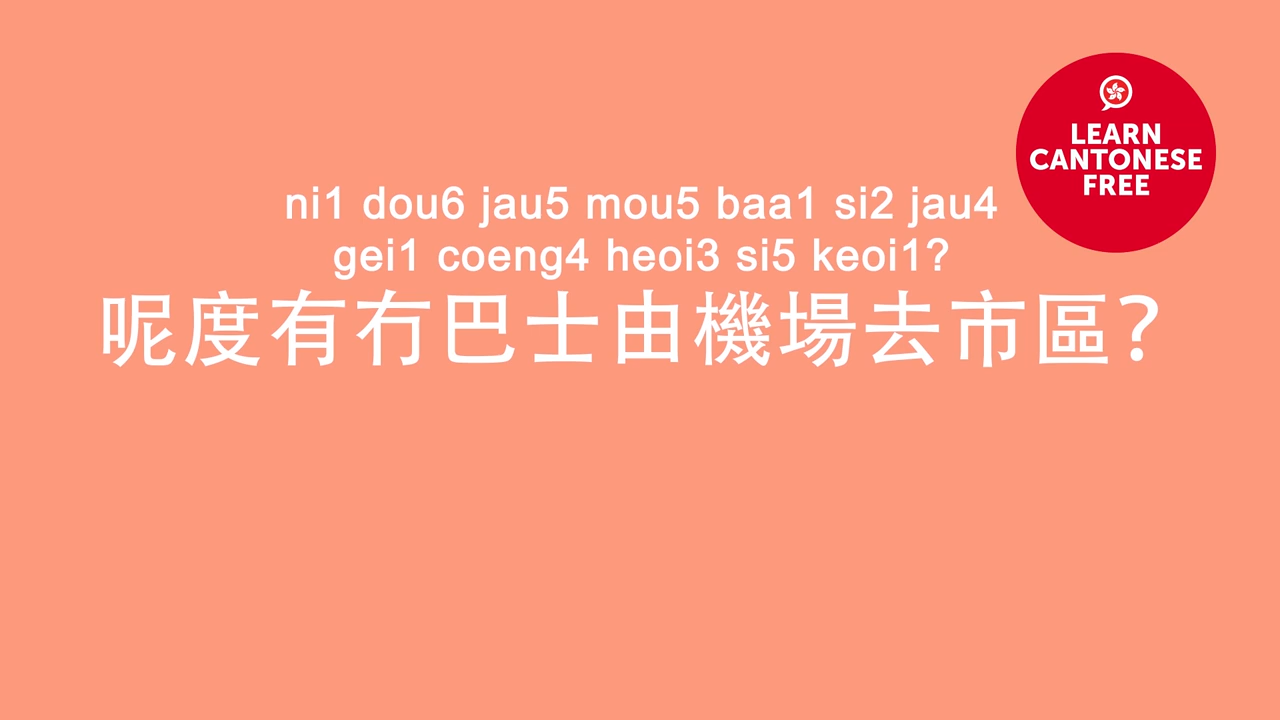 LEARN
CANTONESE
FREE
ni1 dou6 jau5 mou5 baa1 si2 jau4
gei1 coeng4 heoi3 si5 keoi1?
呢度有冇巴士由機場去市區?